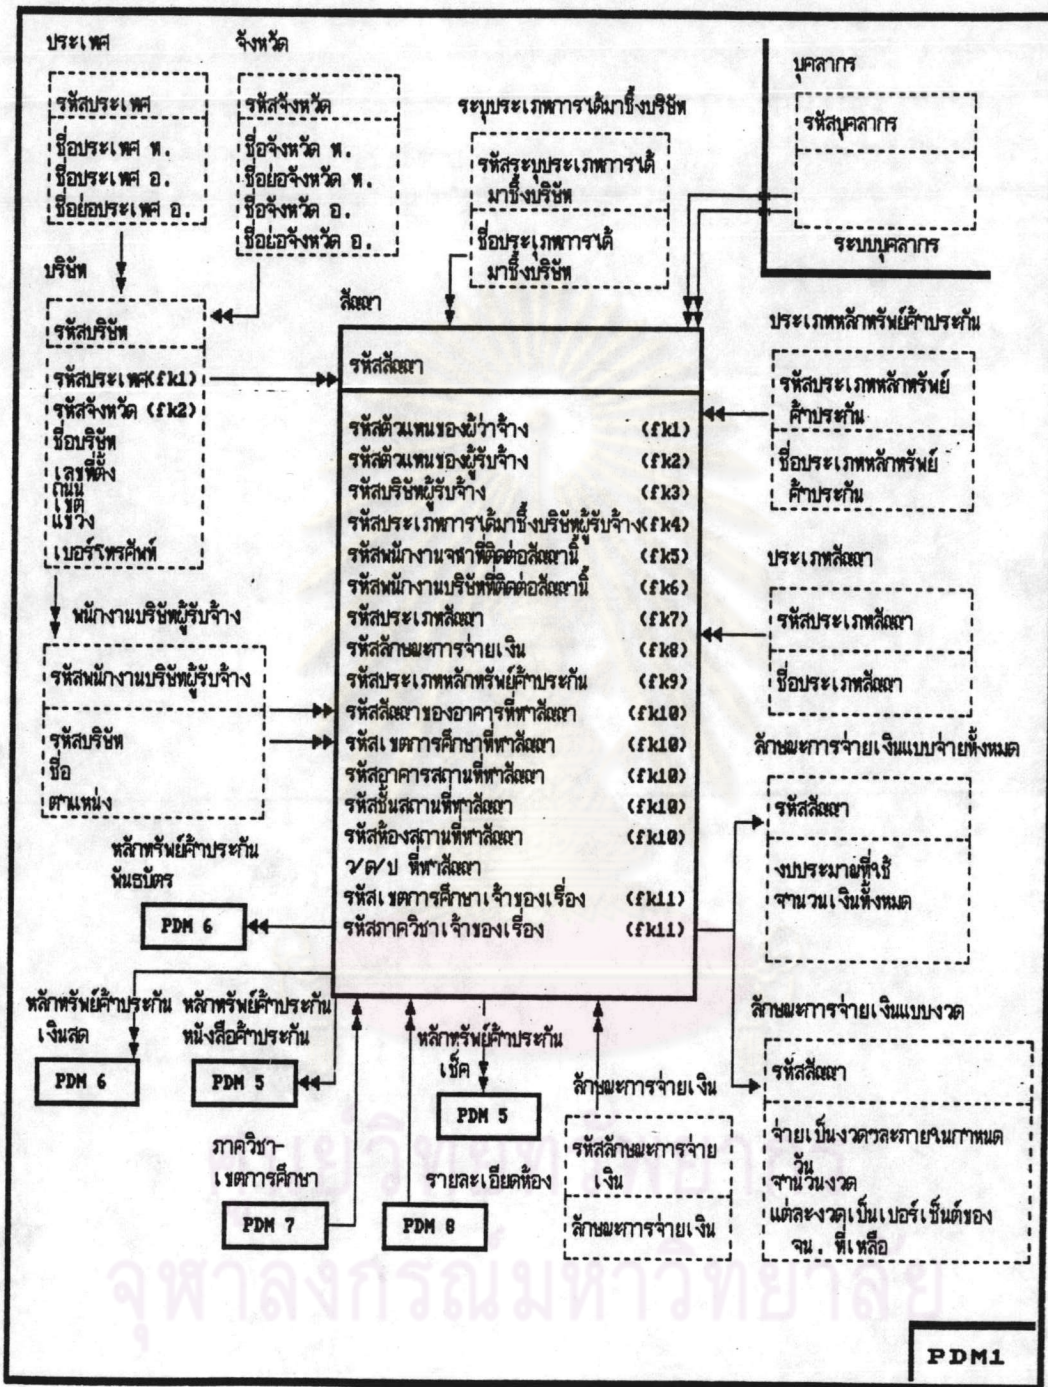 ประเทศ
รหัสประเทศ
ชื่อประเทศ ท.
ชื่อประเทศ อ.
ชื่อย่อประเทศ อ.
จังหวัด
รหัสจังหวัด
ชื่อจังหวัด ท.
ชื่อย่อจังหวัด ท.
ชื่อจังหวัด อ.
ชื่อย่อจังหวัด อ.
ระบุประเภทการได้มาซึ่งบริษัท
รหัสระบุประเภทการได้
มาซึ่งบริษัท
ชื่อประเภทการได้
มาซึ่งบริษัท
บุคลากร
รหัสบุคลากร
ระบบบุคลากร
บริษัท
รหัสบริษัท
รหัสประเทศ(fk1)
รหัสจังหวัด (fk2)
ชื่อบริษัท
เลขที่ตั้ง
ถนน
เขต
แขวง
เบอร์โทรศัพท์
พนักงานบริษัทผู้รับจ้าง
รหัสพนักงานบริษัทผู้รับจ้าง
รหัสบริษัท
ชื่อ
ตำแหน่ง
สัญญา
รหัสสัญญา
รหัสตัวแทนของผู้ว่าจ้าง (fk1)
รหัสตัวแทนของผู้รับจ้าง (fk2)
รหัสบริษัทผู้รับจ้าง (fk3)
รหัสประเภทการได้มาซึ่งบริษัทผู้รับจ้าง(fk4)
รหัสพนักงานจุฬาที่ติดต่อสัญญานี้ (fk5)
รหัสพนักงานบริษัทที่ติดต่อสัญญานี้ (fk6)
รหัสประเภทสัญญา (fk7)
รหัสลักษณะการจ่ายเงิน (fk8)
รหัสประเภทหลักทรัพย์ค้ำประกัน (fk9)
รหัสสัญญาของอาคารที่ทำสัญญา (fk10)
รหัสเขตการศึกษาที่ทำสัญญา (fk10)
รหัสอาคารสถานที่ทำสัญญา (fk10)
รหัสชั้นสถานที่ทำสัญญา (fk10)
รหัสห้องสถานที่ทำสัญญา (fk10)
ว/ด/ป ที่ทำสัญญา
รหัสเขตการศึกษาเจ้าของเรื่อง (fk11)
รหัสภาควิชาเจ้าของเรื่อง (fk11)
ประเภทหลักทรัพย์ค้ำประกัน
รหัสประเภทหลักทรัพย์
ค้ำประกัน
ชื่อประเภทหลักทรัพย์
ค้ำประกัน
ประเภทสัญญา
รหัสประเภทสัญญา
ชื่อประเภทสัญญา
ลักษณะการจ่ายเงินแบบจ่ายทั้งหมด
รหัสสัญญา
งบประมาณที่ใช้
จำนวนเงินทั้งหมด
ลักษณะการจ่ายเงินแบบงวด
รหัสสัญญา
จ่ายเป็นงวดๆละภายในกำหนด
วัน
จำนวนงวด
แต่ละงวดเป็นเปอร์เซ็นต์ของ
จน. ที่เหลือ
หลักทรัพย์ค้ำประกัน
พันธบัตร
PDM 6
หลักทรัพย์ค้ำประกัน
เงินสด
PDM 6
หลักทรัพย์ค้ำประกัน
หนังสือค้ำประกัน
PDM 5
หลักทรัพย์ค้ำประกัน
เช็ค
PDM 5
ภาควิชา-
เขตการศึกษา
PDM 7
รายละเอียดห้อง
PDM 8
ลักษณะการจ่ายเงิน
รหัสลักษณะการจ่าย
เงิน
ลักษณะการจ่ายเงิน
ศูนย์วิทยทรัพยากร
จุฬาลงกรณ์มหาวิทยาลัย
PDM1